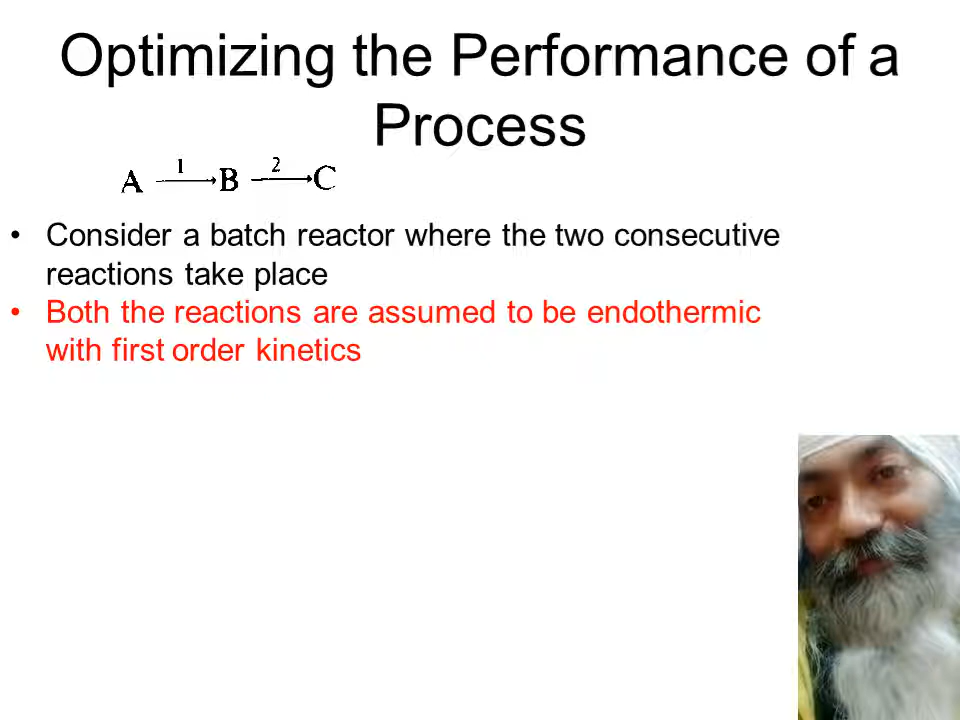 Optimizing the Performance of a
Process
A 1→ B 2→ C
• Consider a batch reactor where the two consecutive
reactions take place
• Both the reactions are assumed to be endothermic
with first order kinetics